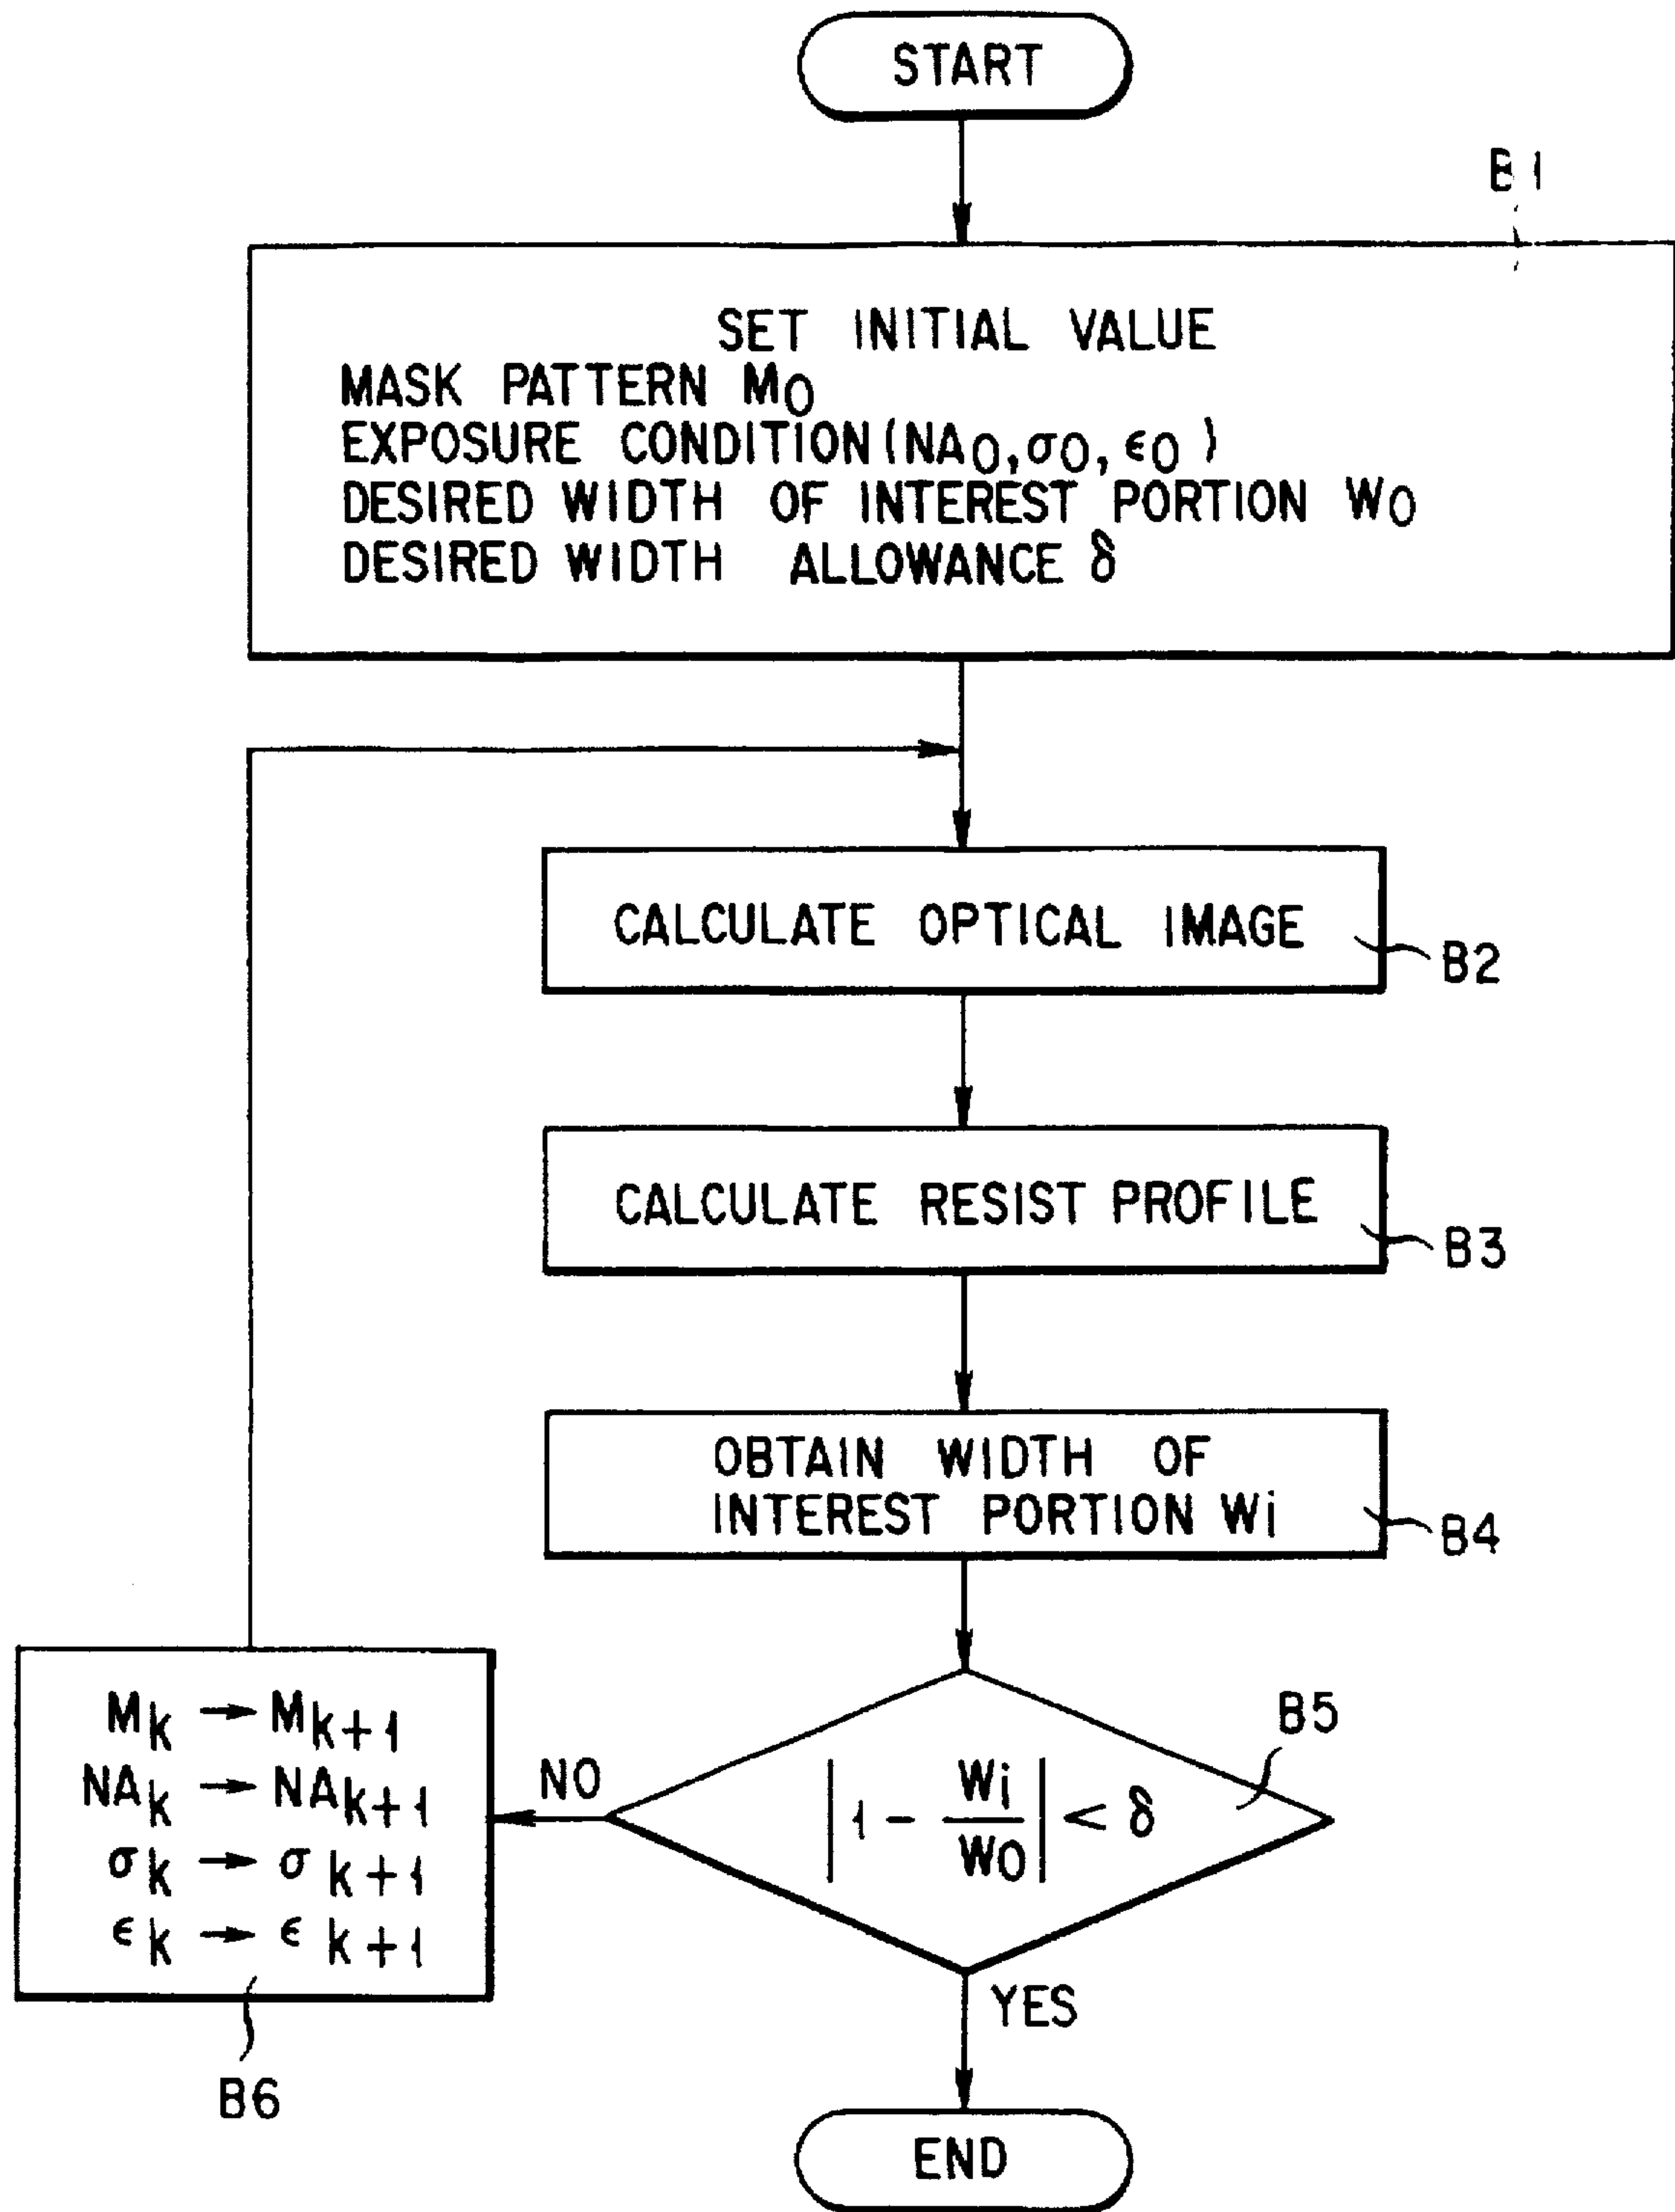 START
B1
SET INITIAL VALUE
MASK PATTERN M0
EXPOSURE CONDITION (NA0, σ0, ϵ0)
DESIRED WIDTH OF INTEREST PORTION W0
DESIRED WIDTH ALLOWANCE δ
CALCULATE OPTICAL IMAGE
B2
CALCULATE RESIST PROFILE
B3
OBTAIN WIDTH OF
INTEREST PORTION Wi
B4
Mk → Mk+1
NAk → NAk+1
σk → σk+1
ϵk → ϵk+1
B6
NO
|1 - Wi/W0| < δ
B5
YES
END